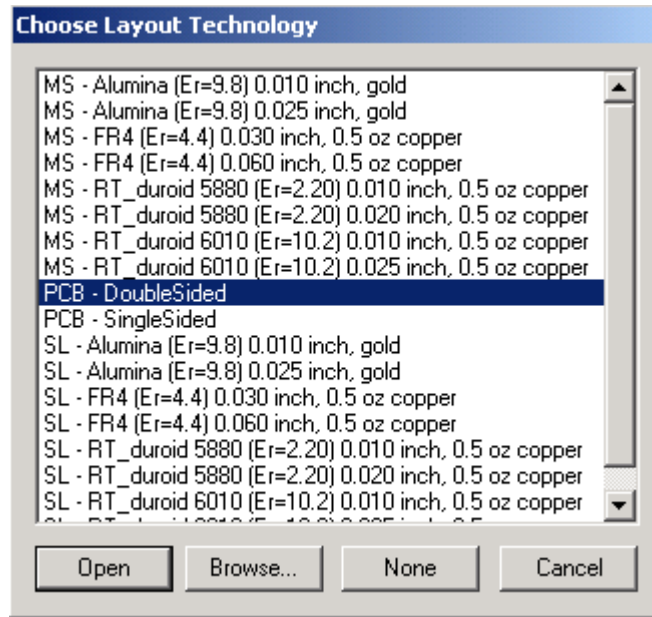 Choose Layout Technology
MS - Alumina (Er=9.8) 0.010 inch, gold
MS - Alumina (Er=9.8) 0.025 inch, gold
MS - FR4 (Er=4.4) 0.030 inch, 0.5 oz copper
MS - FR4 (Er=4.4) 0.060 inch, 0.5 oz copper
MS - RT_duroid 5880 (Er=2.20) 0.010 inch, 0.5 oz copper
MS - RT_duroid 5880 (Er=2.20) 0.020 inch, 0.5 oz copper
MS - RT_duroid 6010 (Er=10.2) 0.010 inch, 0.5 oz copper
MS - RT_duroid 6010 (Er=10.2) 0.025 inch, 0.5 oz copper
PCB - DoubleSided
PCB - SingleSided
SL - Alumina (Er=9.8) 0.010 inch, gold
SL - Alumina (Er=9.8) 0.025 inch, gold
SL - FR4 (Er=4.4) 0.030 inch, 0.5 oz copper
SL - FR4 (Er=4.4) 0.060 inch, 0.5 oz copper
SL - RT_duroid 5880 (Er=2.20) 0.010 inch, 0.5 oz copper
SL - RT_duroid 5880 (Er=2.20) 0.020 inch, 0.5 oz copper
SL - RT_duroid 6010 (Er=10.2) 0.010 inch, 0.5 oz copper
Open Browse... None Cancel